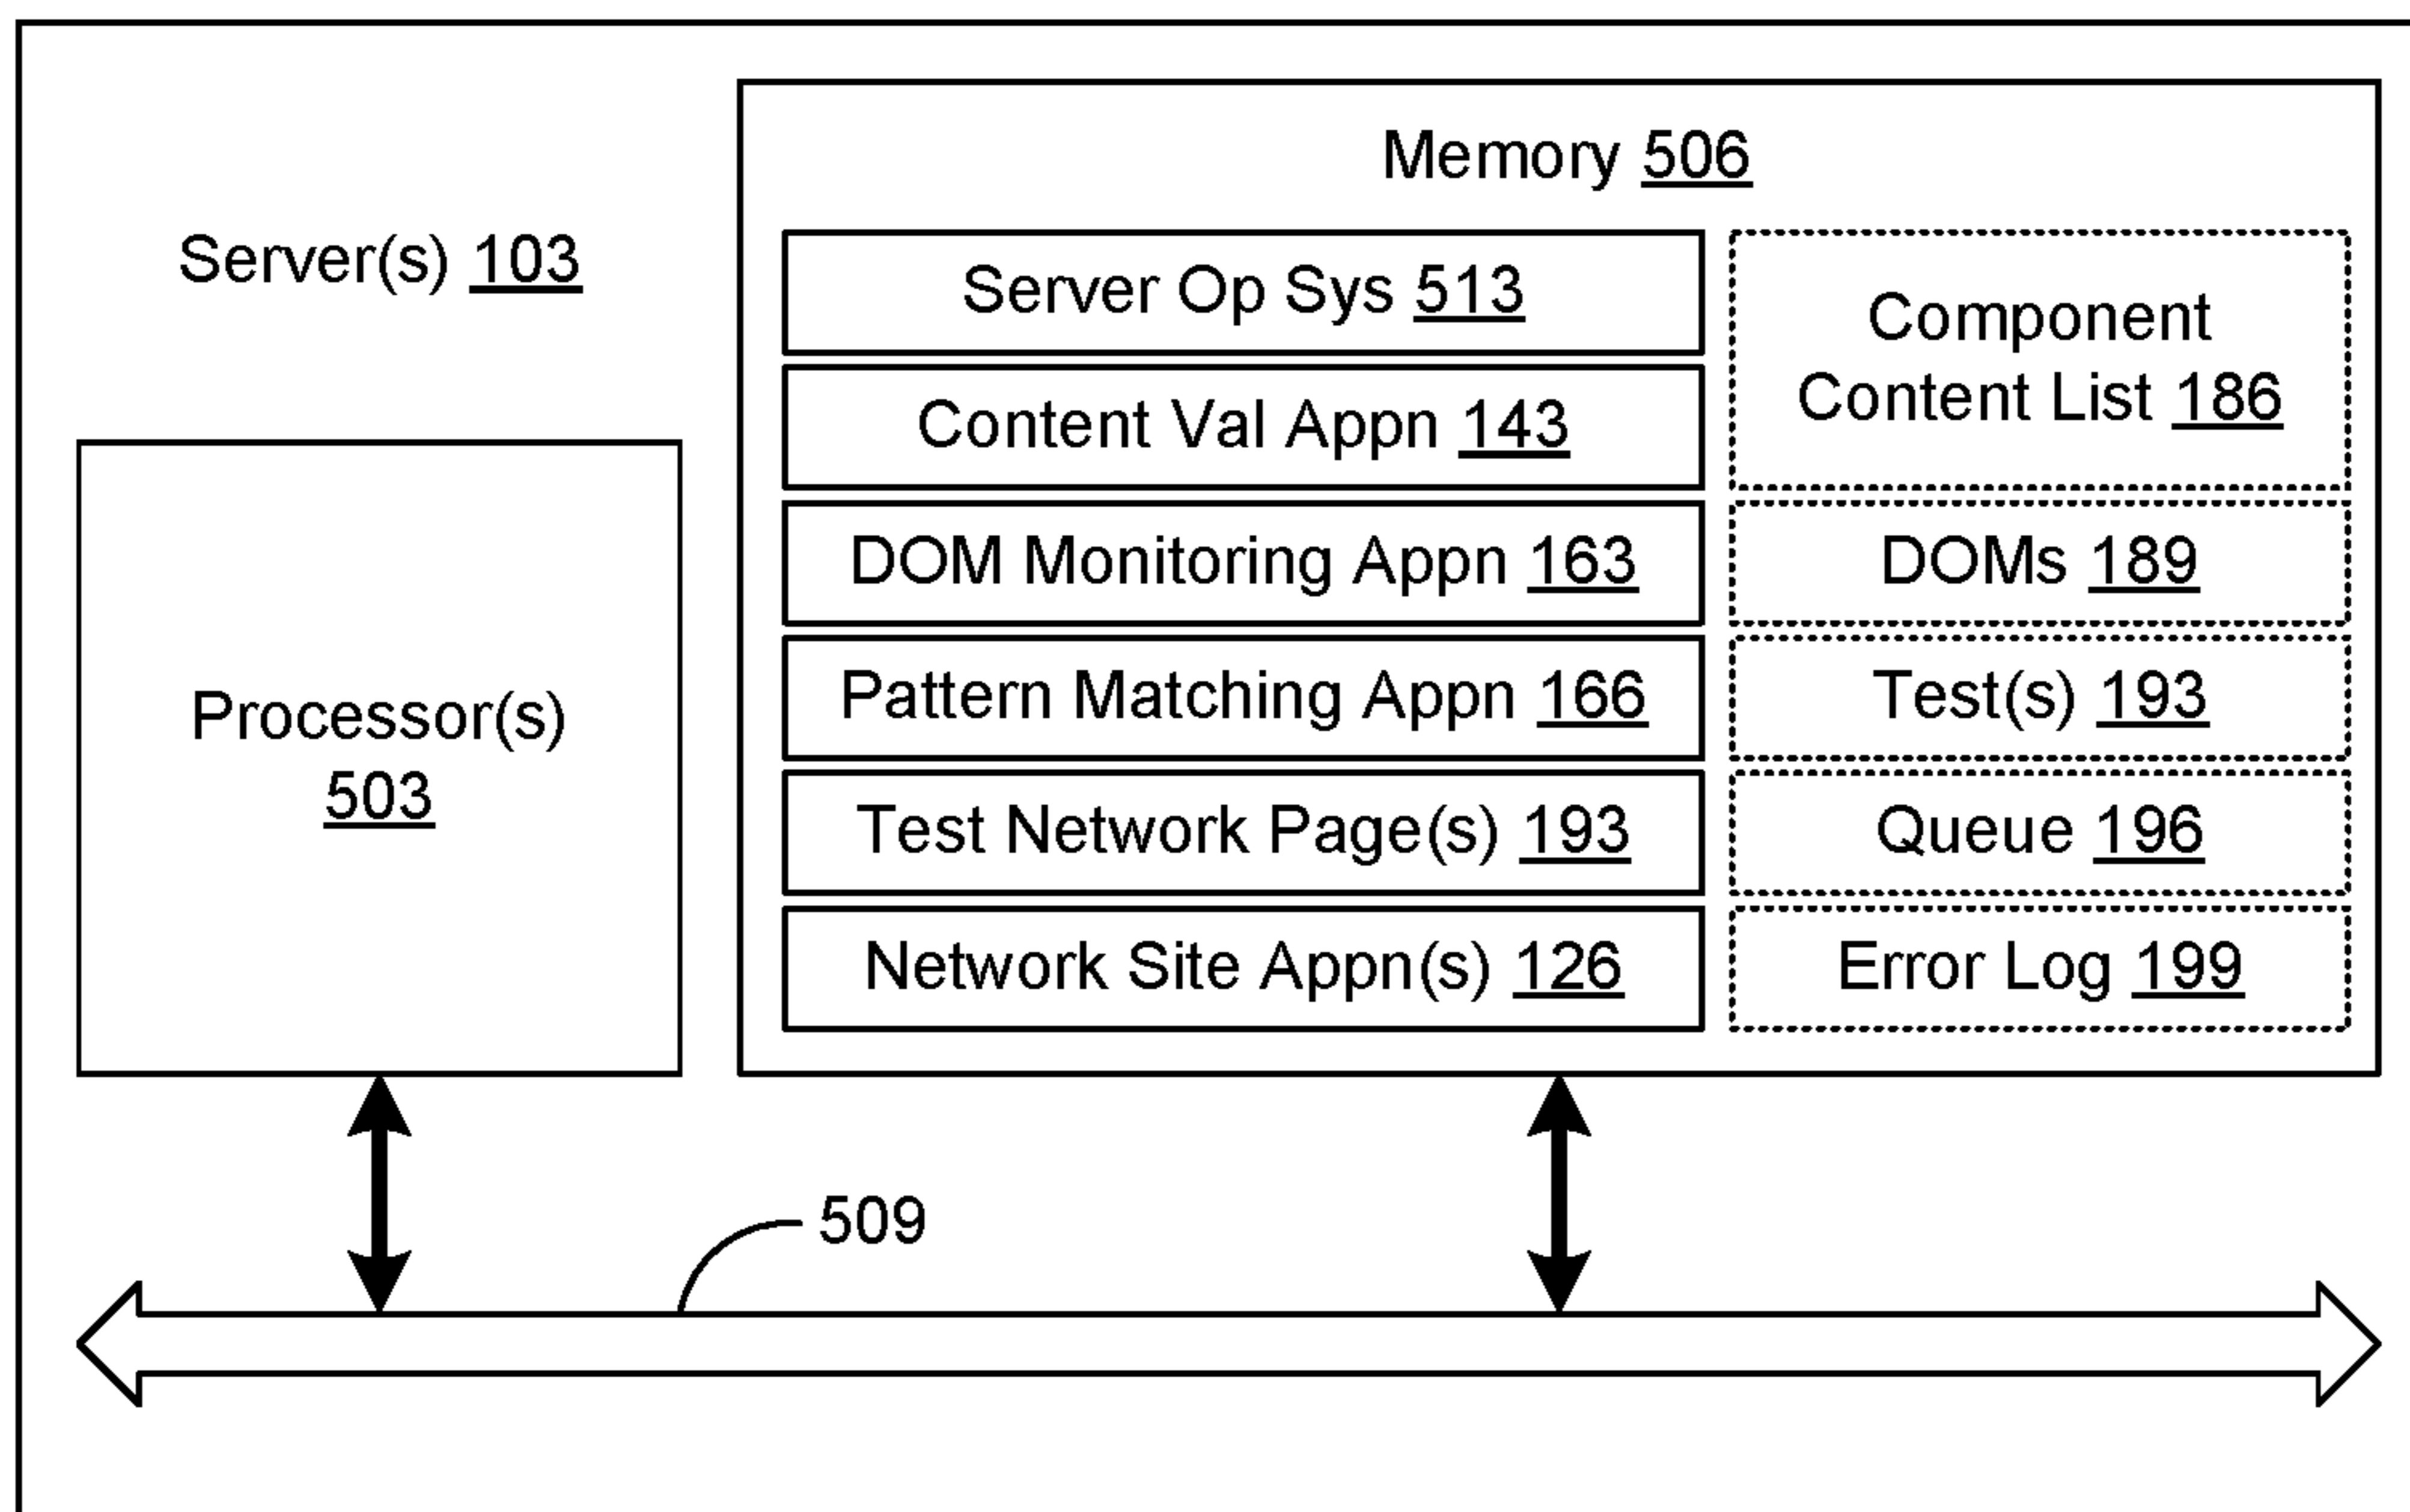 Server(s) 103
Processor(s)
503
Memory 506
Server Op Sys 513
Content Val Appn 143
DOM Monitoring Appn 163
Pattern Matching Appn 166
Test Network Page(s) 193
Network Site Appn(s) 126
Component
Content List 186
DOMs 189
Test(s) 193
Queue 196
Error Log 199
509